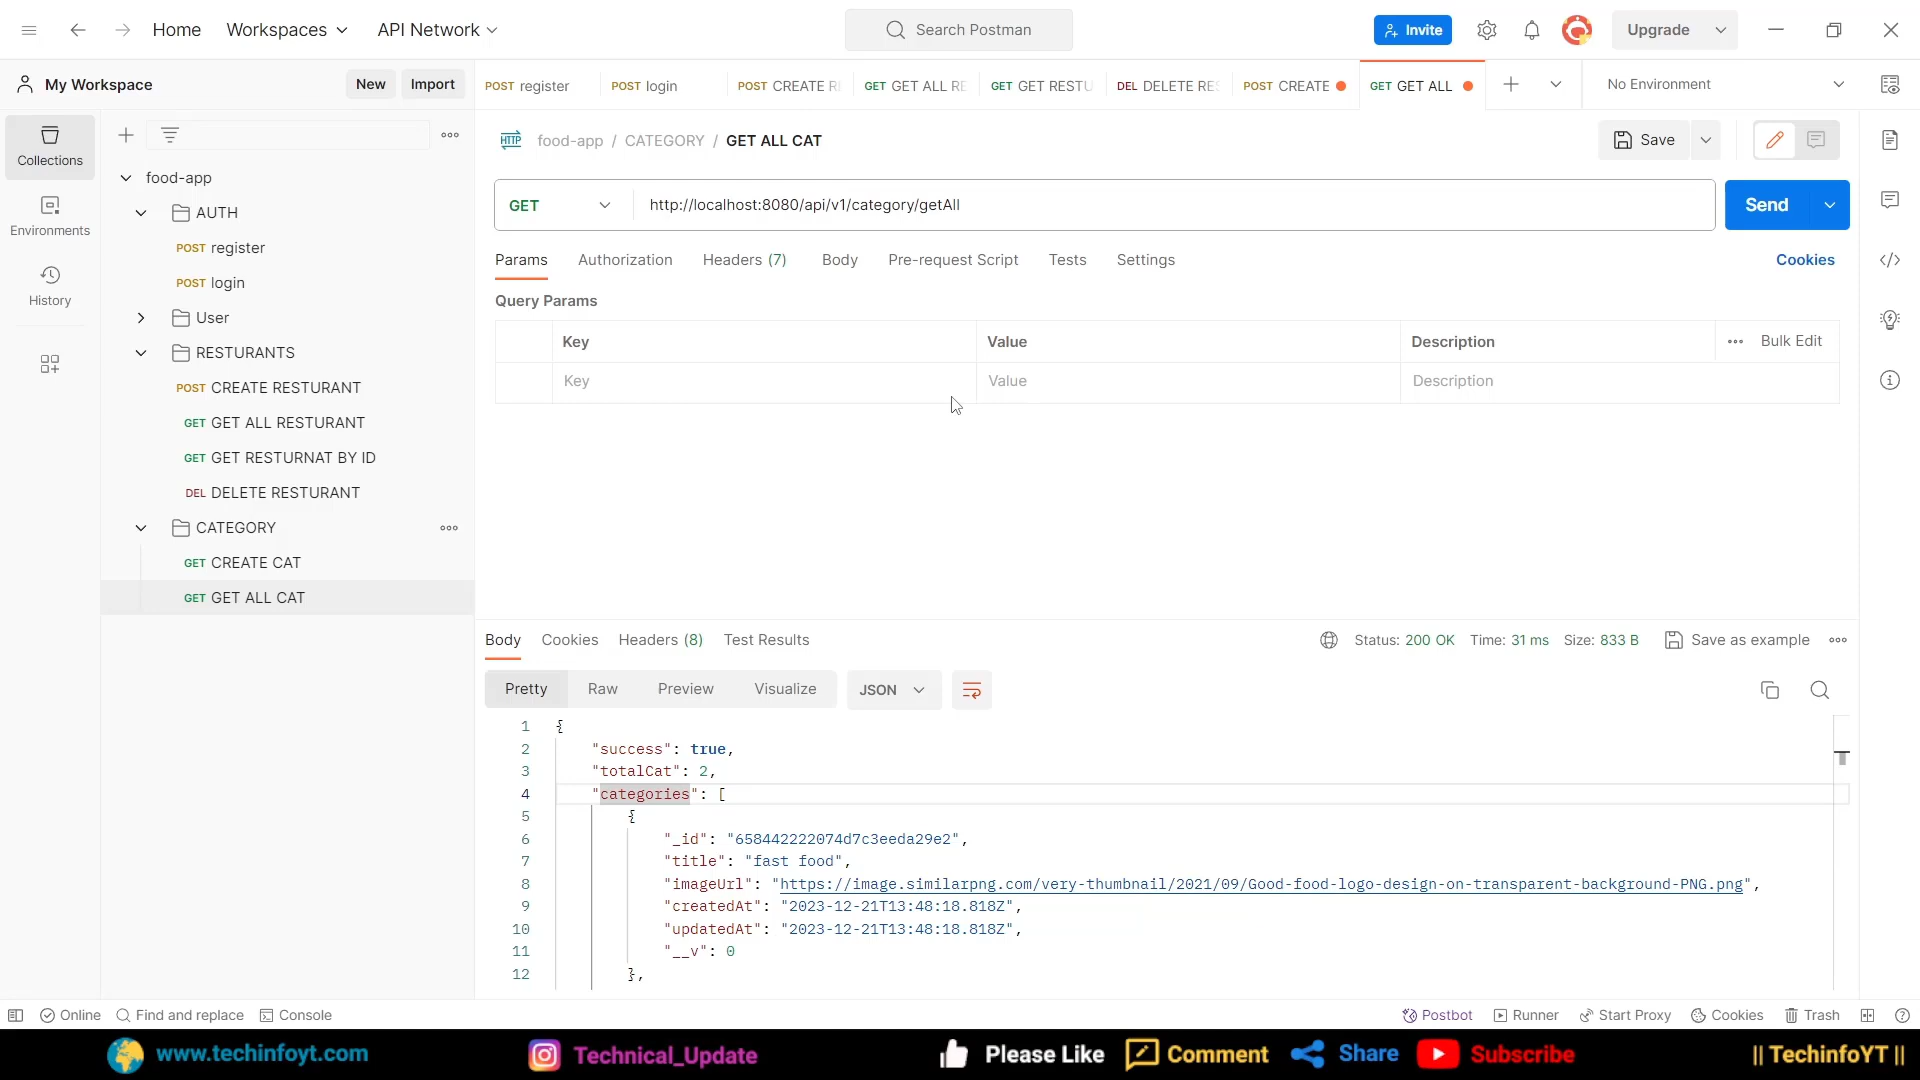 Home Workspaces API Network Search Postman Invite Upgrade
My Workspace New Import POST register POST login POST CREATE R GET GET ALL RE GET GET RESTU DEL DELETE RES POST CREATE GET GET ALL No Environment
Collections
Environments
History
food-app
AUTH
POST register
POST login
User
RESTURANTS
POST CREATE RESTURANT
GET GET ALL RESTURANT
GET GET RESTURNAT BY ID
DEL DELETE RESTURANT
CATEGORY
GET CREATE CAT
GET GET ALL CAT
HTTP food-app / CATEGORY / GET ALL CAT Save
GET http://localhost:8080/api/v1/category/getAll Send
Params Authorization Headers (7) Body Pre-request Script Tests Settings Cookies
Query Params
Key Value Description Bulk Edit
Key Value Description
Body Cookies Headers (8) Test Results Status: 200 OK Time: 31 ms Size: 833 B Save as example
Pretty Raw Preview Visualize JSON
1 {
2 "success": true,
3 "totalCat": 2,
4 "categories": [
5 {
6 "_id": "658442222074d7c3eeda29e2",
7 "title": "fast food",
8 "imageUrl": "https://image.similarpng.com/very-thumbnail/2021/09/Good-food-logo-design-on-transparent-background-PNG.png",
9 "createdAt": "2023-12-21T13:48:18.818Z",
10 "updatedAt": "2023-12-21T13:48:18.818Z",
11 "__v": 0
12 },
Online Find and replace Console Postbot Runner Start Proxy Cookies Trash
www.techinfoyt.com Technical_Update Please Like Comment Share Subscribe || TechinfoYT ||